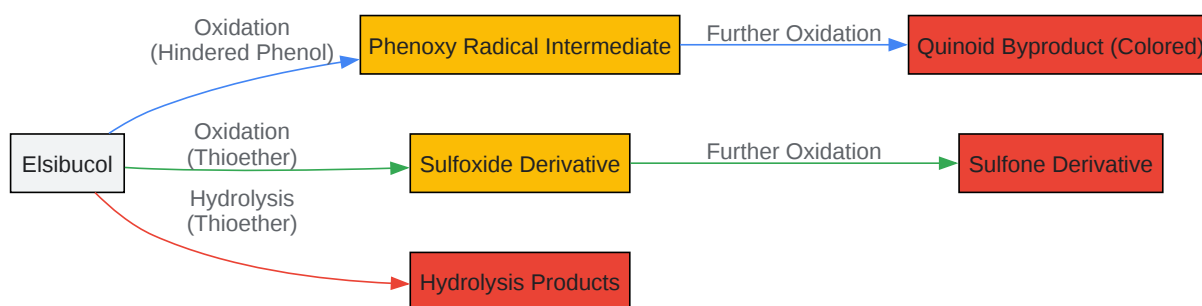 Oxidation
(Hindered Phenol)
Phenoxy Radical Intermediate
Further Oxidation
Quinoid Byproduct (Colored)
Elsibucol
Oxidation
(Thioether)
Sulfoxide Derivative
Further Oxidation
Sulfone Derivative
Hydrolysis
(Thioether)
Hydrolysis Products